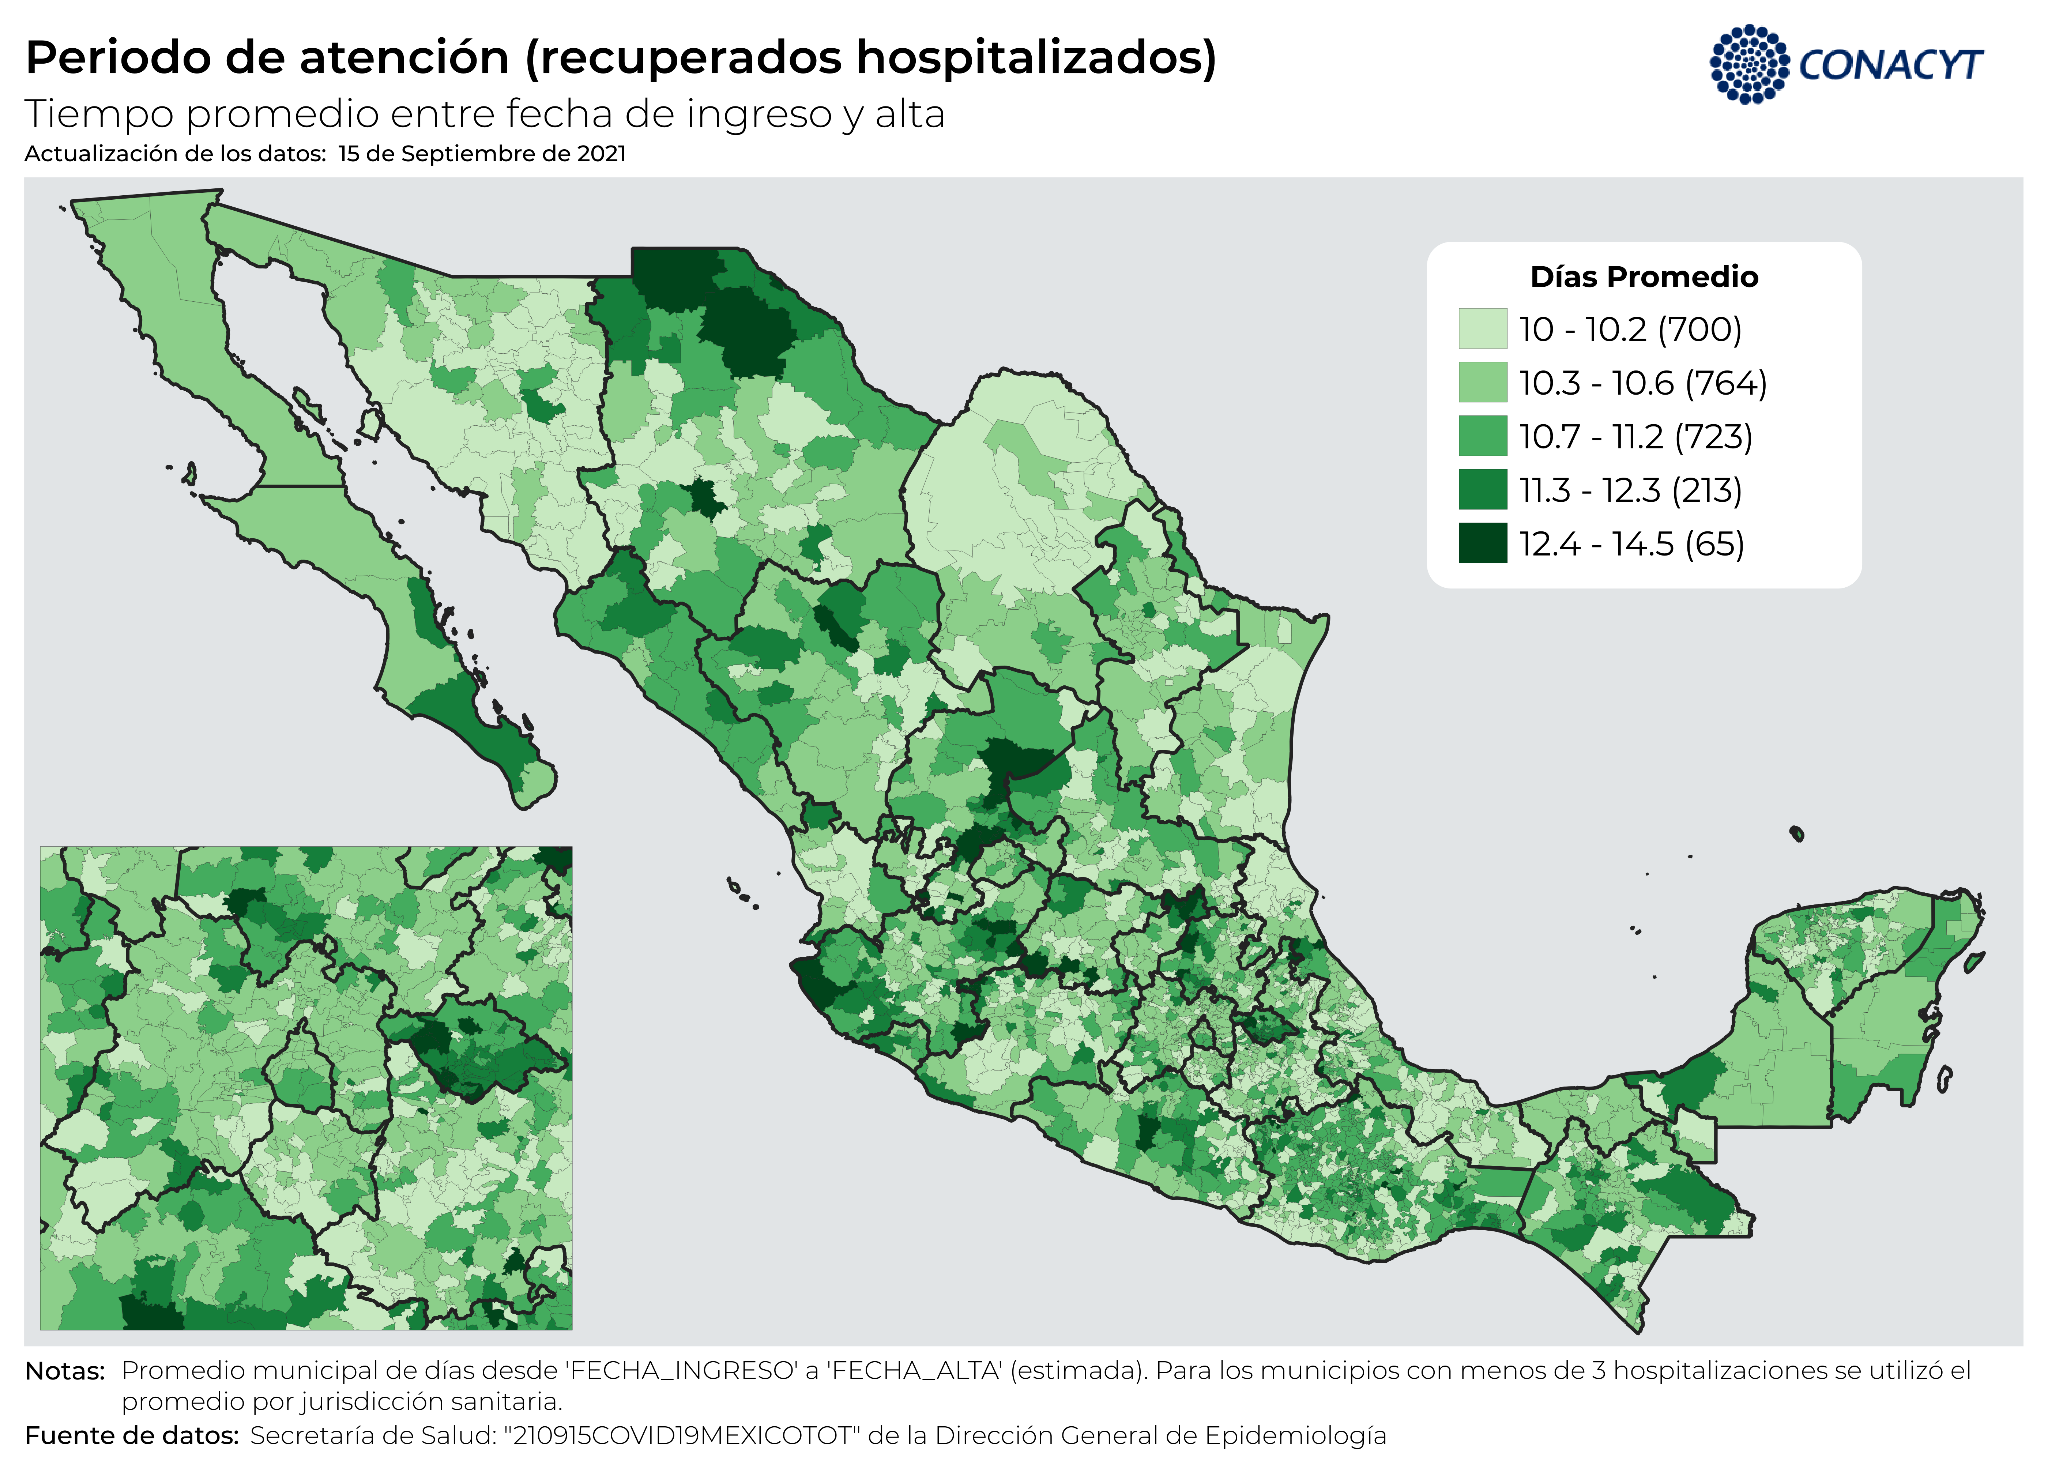 Periodo de atención (recuperados hospitalizados)
Tiempo promedio entre fecha de ingreso y alta
Actualización de los datos: 15 de Septiembre de 2021
CONACYT
Días Promedio
10 - 10.2 (700)
10.3 - 10.6 (764)
10.7 - 11.2 (723)
11.3 - 12.3 (213)
12.4 - 14.5 (65)
Notas: Promedio municipal de días desde 'FECHA_INGRESO' a 'FECHA_ALTA' (estimada). Para los municipios con menos de 3 hospitalizaciones se utilizó el
promedio por jurisdicción sanitaria.
Fuente de datos: Secretaría de Salud: "210915COVID19MEXICOTOT" de la Dirección General de Epidemiología